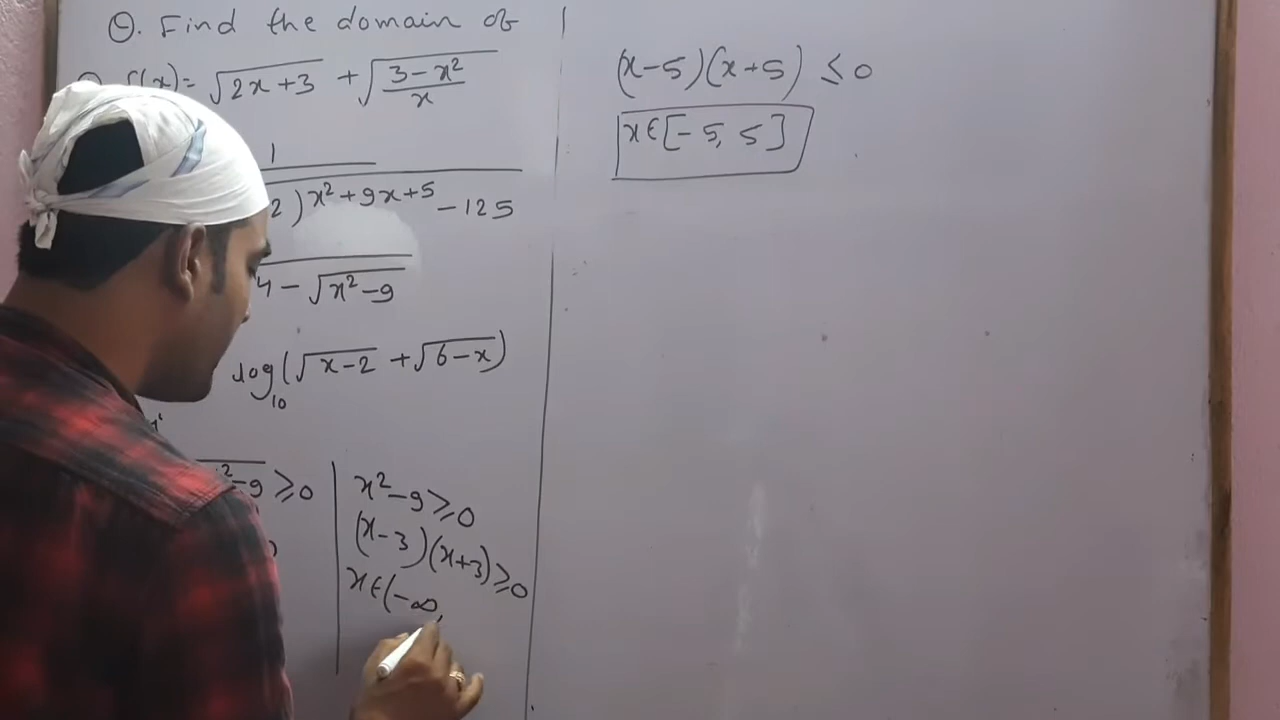 Q. Find the domain of
(x)= √2x+3 + √3-x²/x
1
2)^x²+9x+5 -125
4 - √x²-9
log₁₀(√x-2 + √6-x)
²-9 ≥0
x²-9≥0
(x-3)(x+3)≥0
x∈(-∞,
(x-5)(x+5) ≤0
x∈[-5, 5]